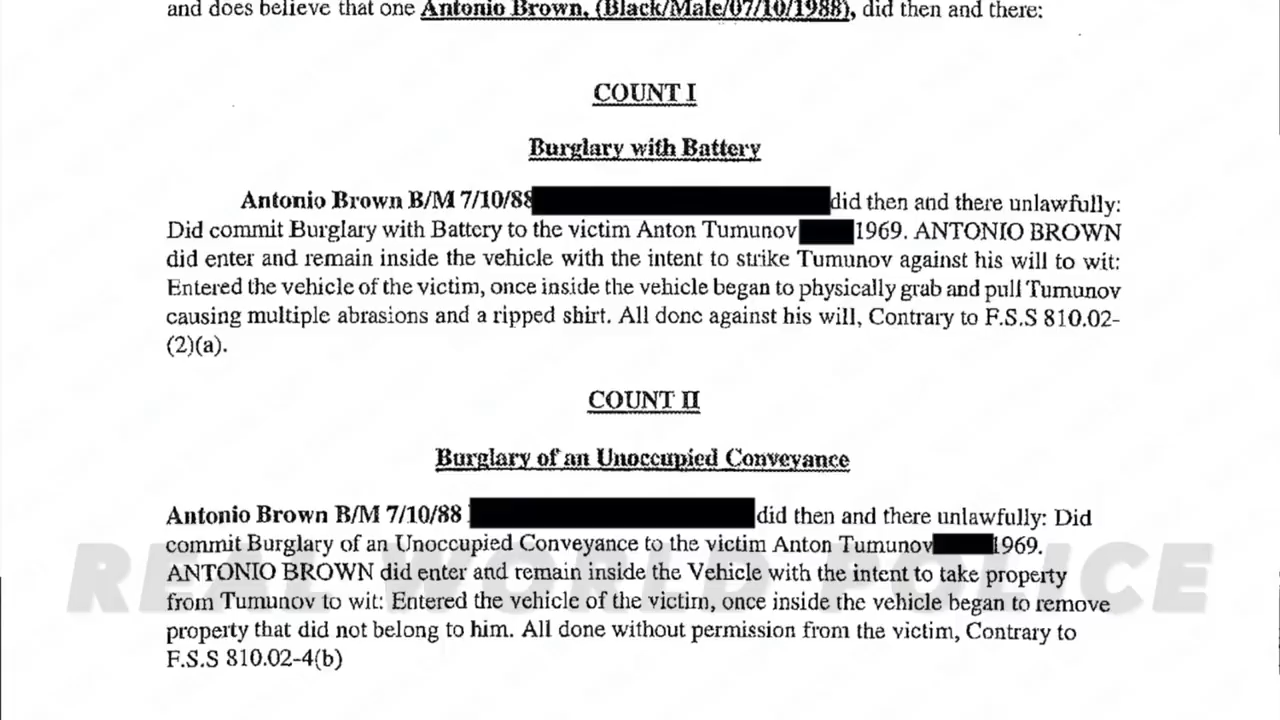 and does believe that one Antonio Brown, (Black/Male/07/10/1988), did then and there:
COUNT I
Burglary with Battery
Antonio Brown B/M 7/10/88 did then and there unlawfully:
Did commit Burglary with Battery to the victim Anton Tumunov 1969. ANTONIO BROWN
did enter and remain inside the vehicle with the intent to strike Tumunov against his will to wit:
Entered the vehicle of the victim, once inside the vehicle began to physically grab and pull Tumunov
causing multiple abrasions and a ripped shirt. All done against his will, Contrary to F.S.S 810.02-
(2)(a).
COUNT II
Burglary of an Unoccupied Conveyance
Antonio Brown B/M 7/10/88 did then and there unlawfully: Did
commit Burglary of an Unoccupied Conveyance to the victim Anton Tumunov 1969.
ANTONIO BROWN did enter and remain inside the Vehicle with the intent to take property
REAL WORLD POLICE
from Tumunov to wit: Entered the vehicle of the victim, once inside the vehicle began to remove
property that did not belong to him. All done without permission from the victim, Contrary to
F.S.S 810.02-4(b)